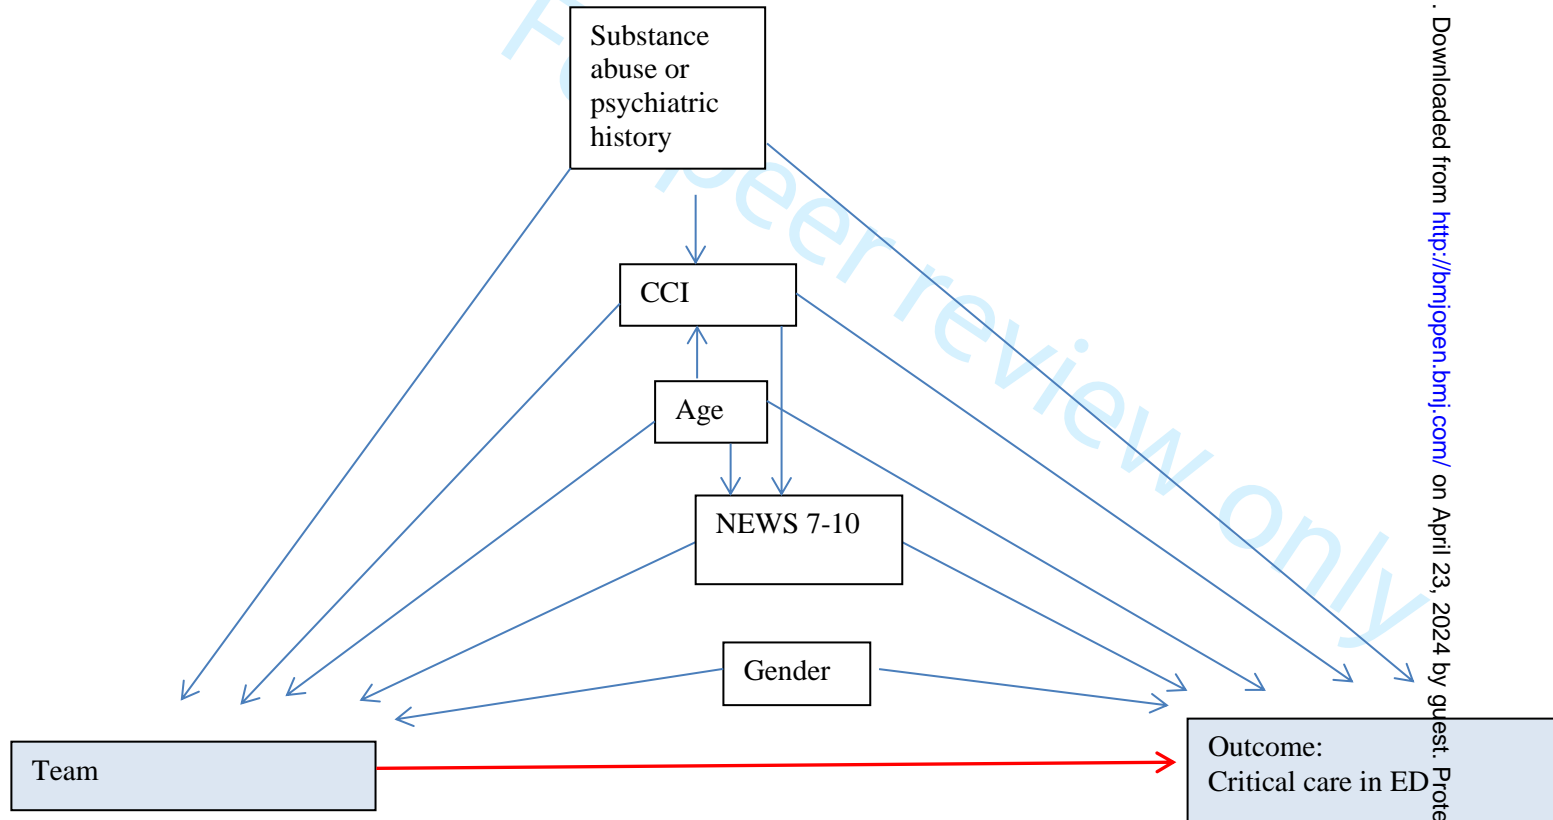 Substance
abuse or
psychiatric
history
CCI
Age
NEWS 7-10
Gender
Team
Outcome:
Critical care in ED
For peer review only
. Downloaded from http://bmjopen.bmj.com/ on April 23, 2024 by guest. Prote